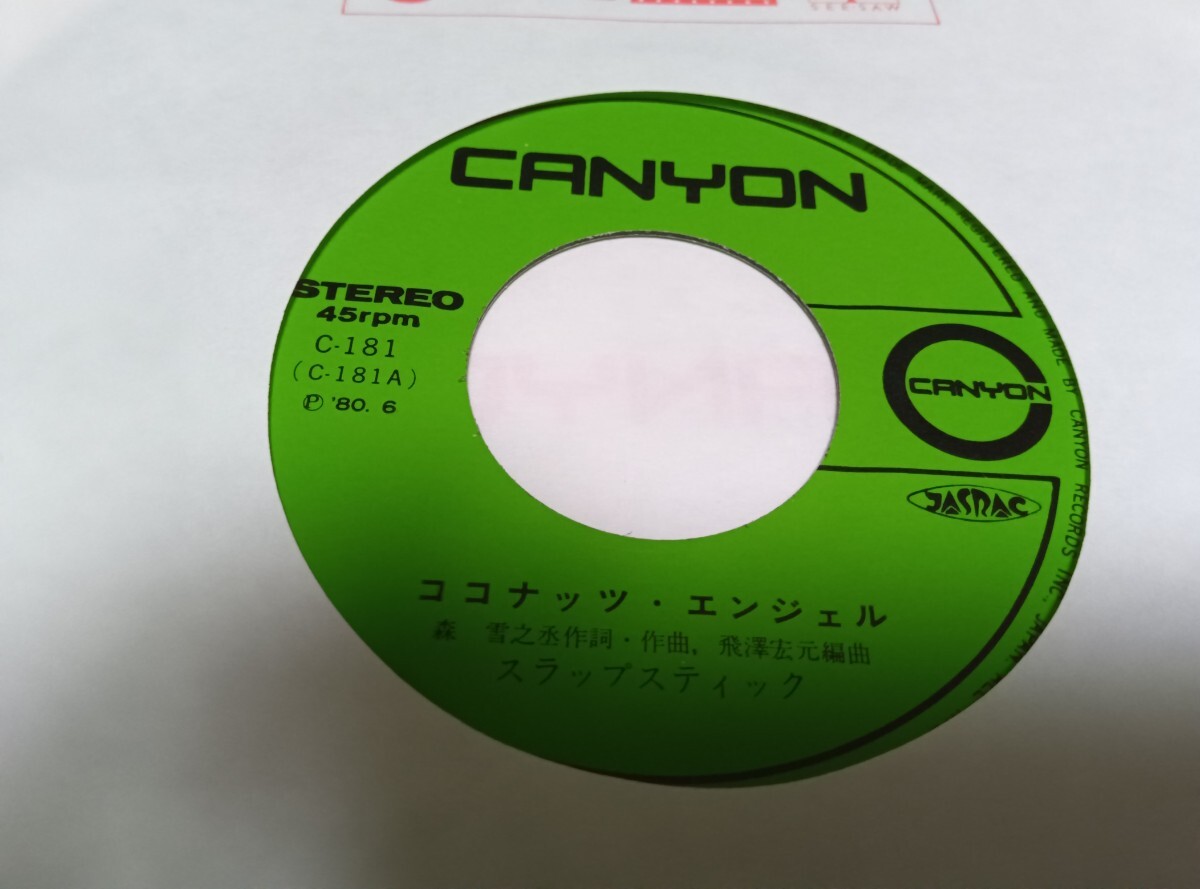 SEESAW
CANYON
STEREO
45rpm
C-181
(C-181A)
Ⓟ '80. 6
CANYON
JASRAC
ココナッツ・エンジェル
森 雪之丞作詞・作曲, 飛澤宏元編曲
スラップスティック
AND MADE BY CANYON RECORDS INC., JAPAN.